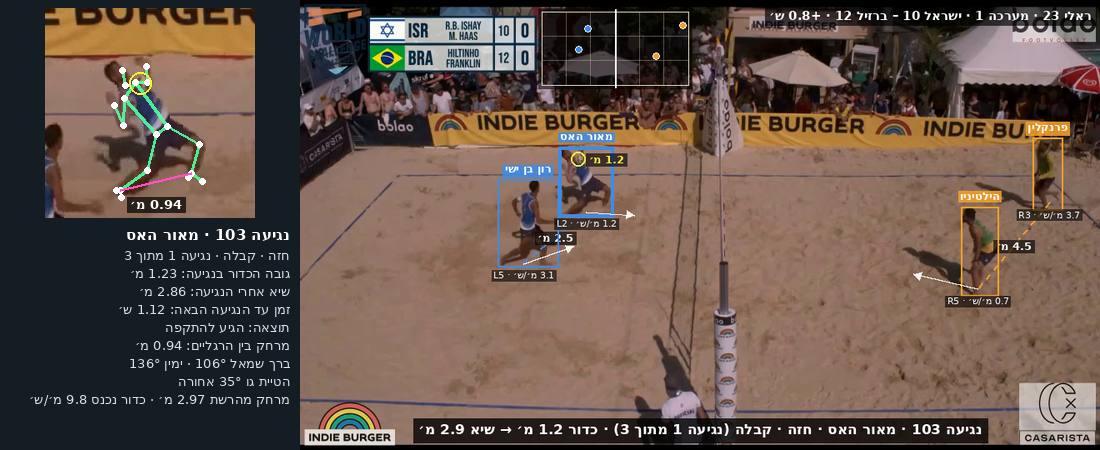 ראלי 23 · מערכה 1 · ישראל 10 – ברזיל 12 · +0.8 ש׳
ISR R.B. ISHAY M. HAAS 10 0
BRA HILTINHO FRANKLIN 12 0
bolao
FOOTVOLLEY
INDIE BURGER
INDIE BURGER
BURGER
bolao
CASARISTA
מאור האס
1.2 מ׳
L2 · 1.2 מ׳/ש׳
רון בן ישי
2.5 מ׳
L5 · 3.1 מ׳/ש׳
פרנקלין
R3 · 3.7 מ׳/ש׳
הילטיניו
4.5 מ׳
R5 · 0.7 מ׳/ש׳
0.94 מ׳
נגיעה 103 · מאור האס
חזה · קבלה · נגיעה 1 מתוך 3
גובה הכדור בנגיעה: 1.23 מ׳
שיא אחרי הנגיעה: 2.86 מ׳
זמן עד הנגיעה הבאה: 1.12 ש׳
תוצאה: הגיע להתקפה
מרחק בין הרגליים: 0.94 מ׳
ברך שמאל 106° · ימין 136°
הטיית גו 35° אחורה
מרחק מהרשת 2.97 מ׳ · כדור נכנס 9.8 מ׳/ש׳
OFFICIAL
INDIE BURGER
נגיעה 103 · מאור האס · חזה · קבלה (נגיעה 1 מתוך 3) · כדור 1.2 מ׳ → שיא 2.9 מ׳
CASARISTA